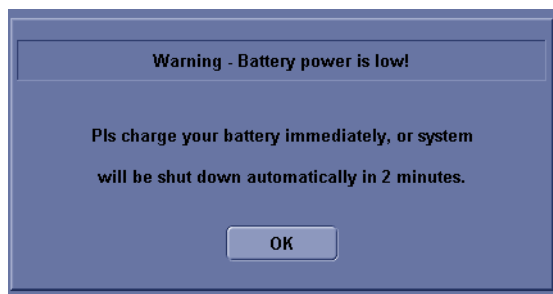 Warning - Battery power is low!
Pls charge your battery immediately, or system
will be shut down automatically in 2 minutes.
OK